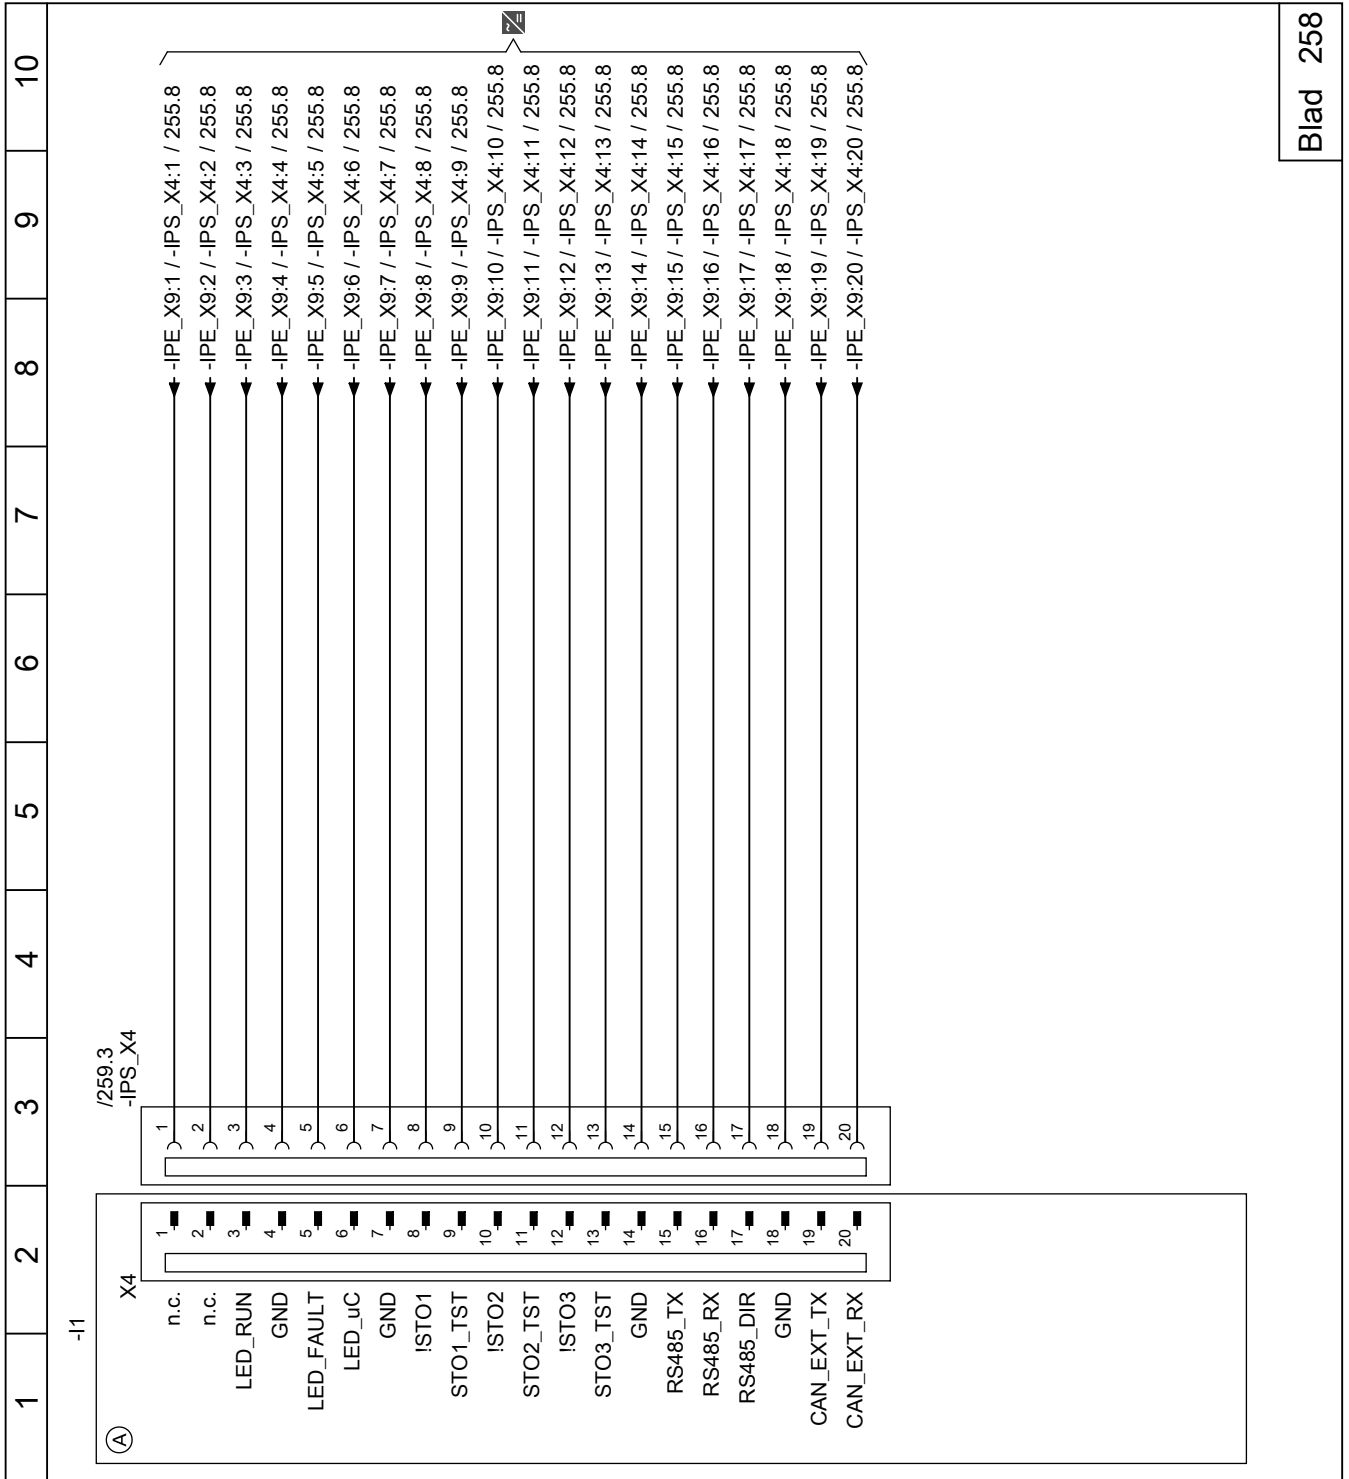 1 2 3 4 5 6 7 8 9 10
-I1
A
X4
/259.3
-IPS_X4
n.c. 1 1 -IPE_X9:1 / -IPS_X4:1 / 255.8
n.c. 2 2 -IPE_X9:2 / -IPS_X4:2 / 255.8
LED_RUN 3 3 -IPE_X9:3 / -IPS_X4:3 / 255.8
GND 4 4 -IPE_X9:4 / -IPS_X4:4 / 255.8
LED_FAULT 5 5 -IPE_X9:5 / -IPS_X4:5 / 255.8
LED_uC 6 6 -IPE_X9:6 / -IPS_X4:6 / 255.8
GND 7 7 -IPE_X9:7 / -IPS_X4:7 / 255.8
!STO1 8 8 -IPE_X9:8 / -IPS_X4:8 / 255.8
STO1_TST 9 9 -IPE_X9:9 / -IPS_X4:9 / 255.8
!STO2 10 10 -IPE_X9:10 / -IPS_X4:10 / 255.8
STO2_TST 11 11 -IPE_X9:11 / -IPS_X4:11 / 255.8
!STO3 12 12 -IPE_X9:12 / -IPS_X4:12 / 255.8
STO3_TST 13 13 -IPE_X9:13 / -IPS_X4:13 / 255.8
GND 14 14 -IPE_X9:14 / -IPS_X4:14 / 255.8
RS485_TX 15 15 -IPE_X9:15 / -IPS_X4:15 / 255.8
RS485_RX 16 16 -IPE_X9:16 / -IPS_X4:16 / 255.8
RS485_DIR 17 17 -IPE_X9:17 / -IPS_X4:17 / 255.8
GND 18 18 -IPE_X9:18 / -IPS_X4:18 / 255.8
CAN_EXT_TX 19 19 -IPE_X9:19 / -IPS_X4:19 / 255.8
CAN_EXT_RX 20 20 -IPE_X9:20 / -IPS_X4:20 / 255.8
Blad 258